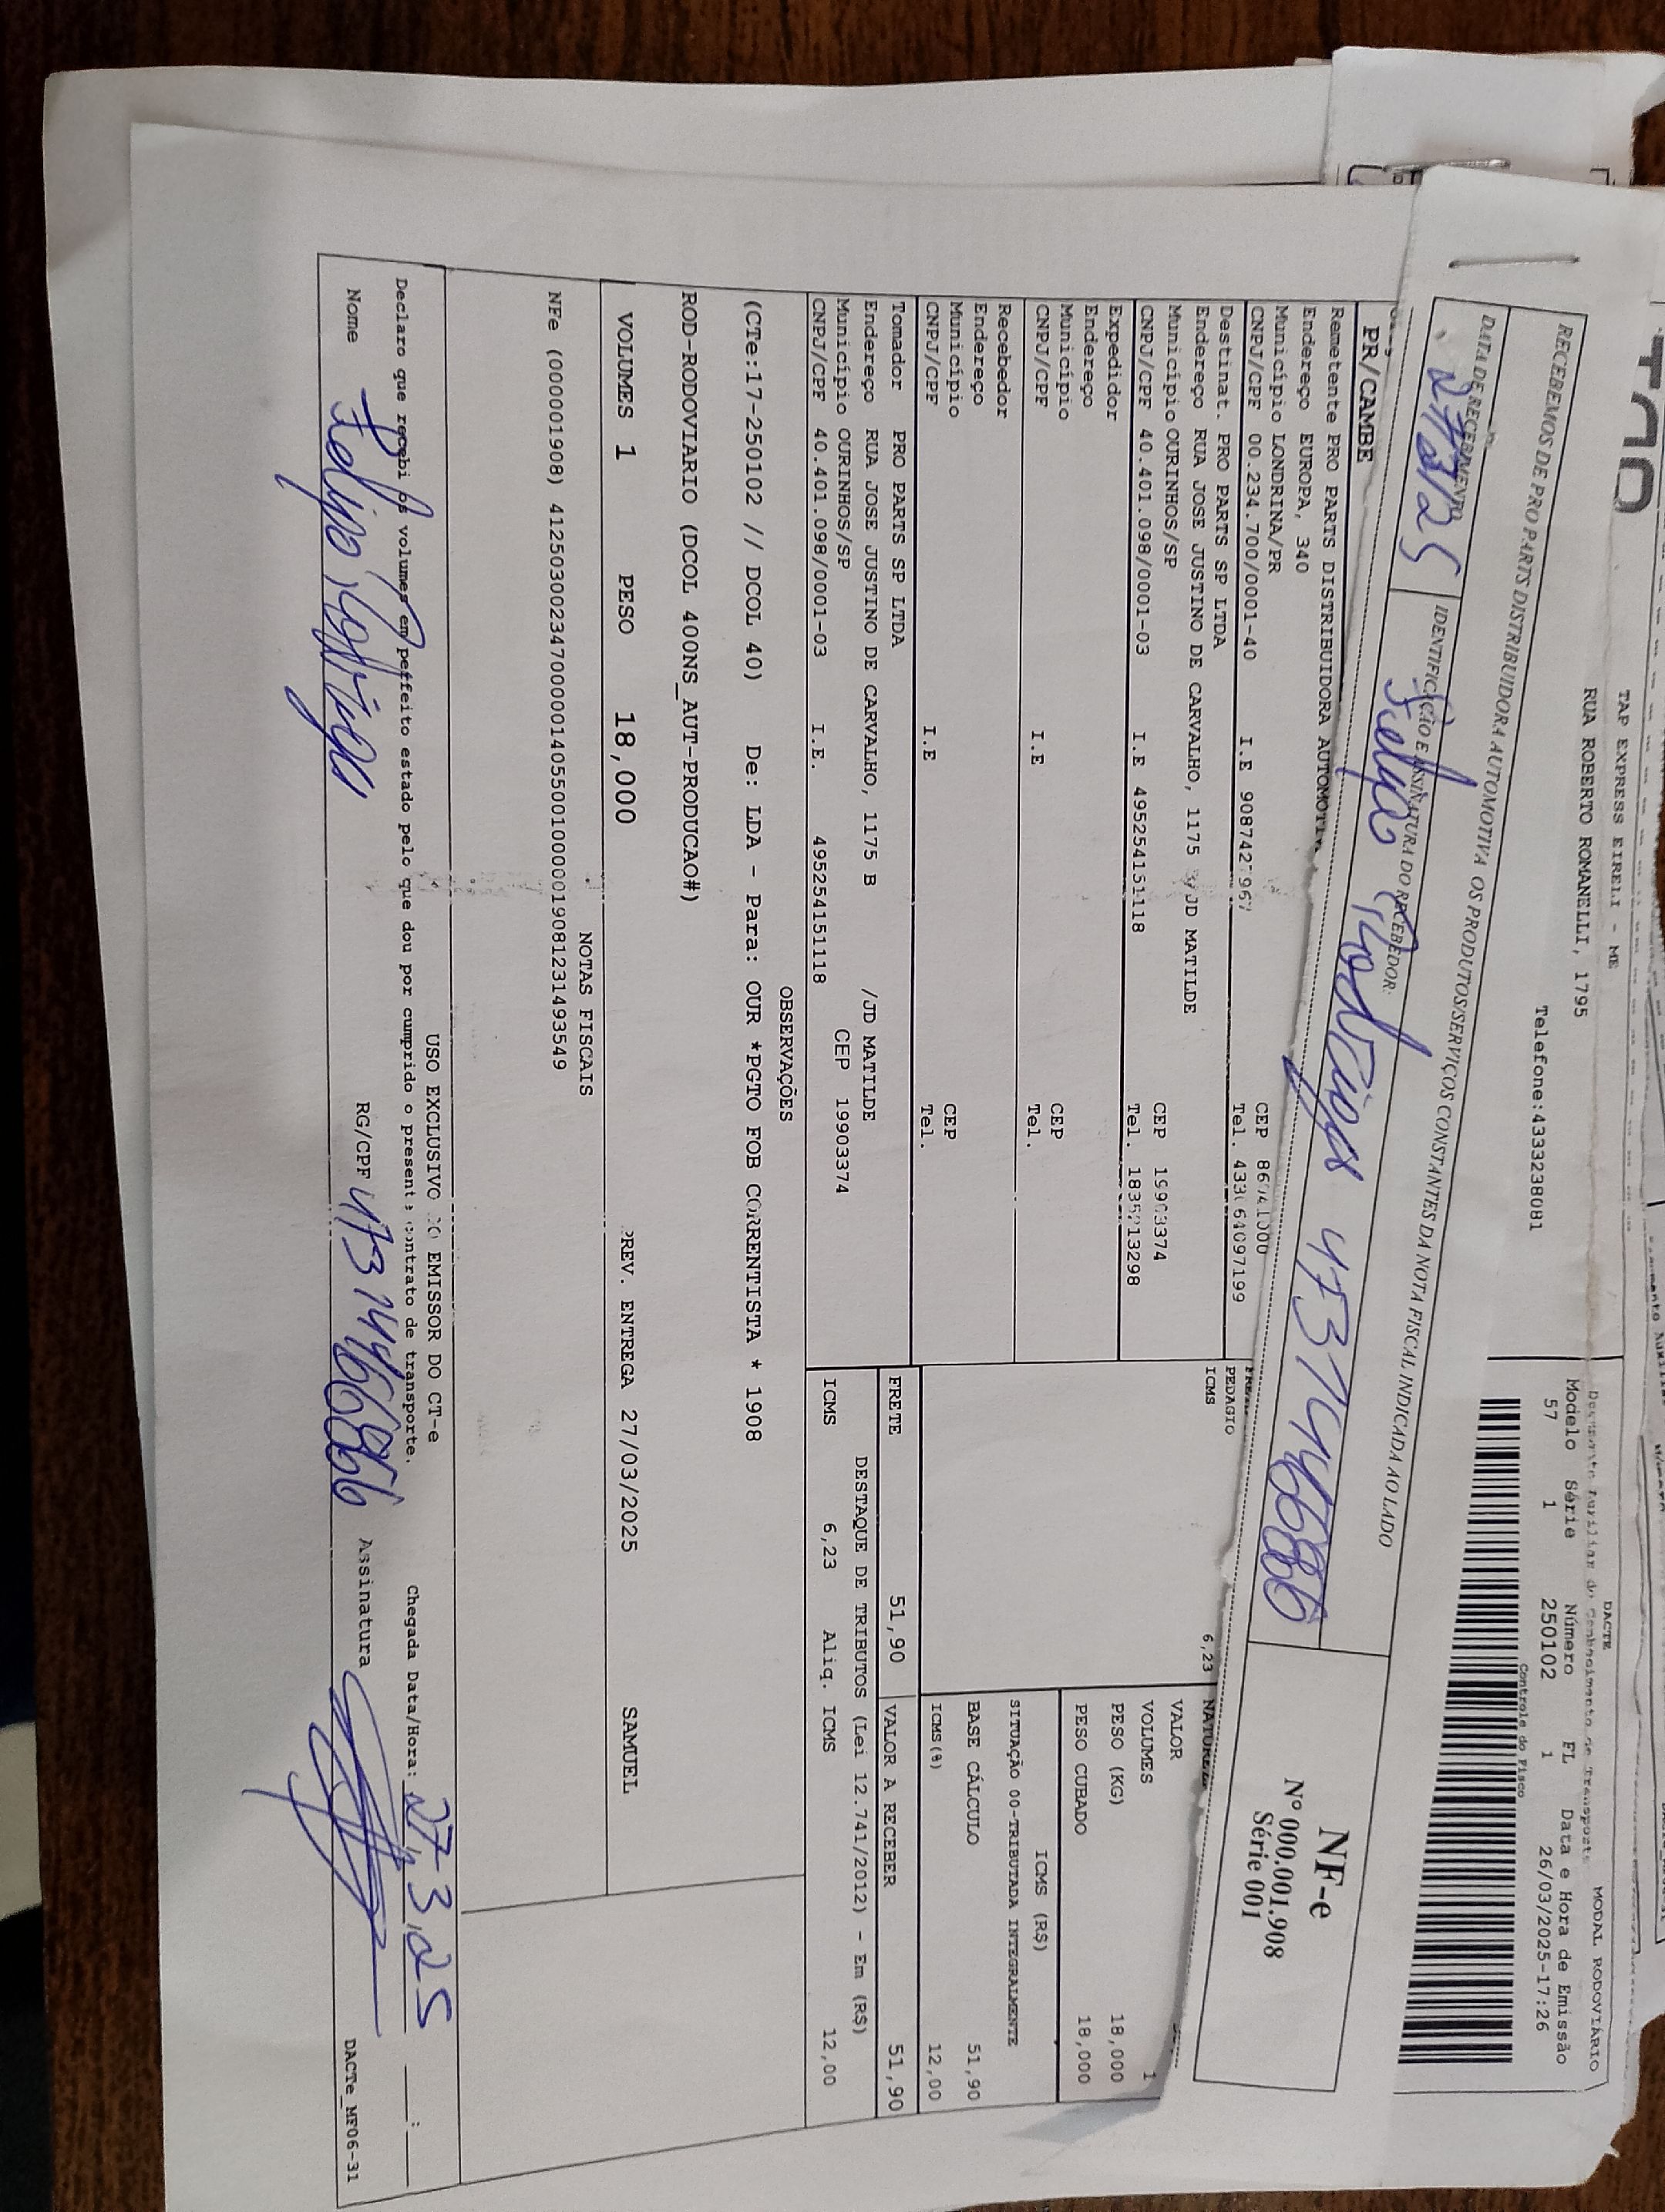 TAP EXPRESS EIRELI - ME
RUA ROBERTO ROMANELLI, 1795
Telefone:4333238081
DACTE
MODAL RODOVIÁRIO
Modelo Série Número FL Data e Hora de Emissão
57 1 250102 1 26/03/2025-17:26
Controle do Fisco
RECEBEMOS DE PRO PARTS DISTRIBUIDORA AUTOMOTIVA OS PRODUTOS/SERVIÇOS CONSTANTES DA NOTA FISCAL INDICADA AO LADO
DATA DE RECEBIMENTO
27/3/25
IDENTIFICAÇÃO E ASSINATURA DO RECEBEDOR:
Felipe Rodrigues
NF-e
Nº 000.001.908
Série 001
PR/CAMBE
Remetente PRO PARTS DISTRIBUIDORA
Endereço EUROPA, 340
Município LONDRINA/PR
CNPJ/CPF 00.234.700/0001-40 I.E
CEP
Tel.
Destinat. PRO PARTS SP LTDA
Endereço RUA JOSE JUSTINO DE CARVALHO, 1175 JD MATILDE
Município OURINHOS/SP CEP 19903374
CNPJ/CPF 40.401.098/0001-03 I.E 495254151118 Tel.
Expedidor
Endereço
Município CEP
CNPJ/CPF I.E Tel.
Recebedor
Endereço
Município CEP
CNPJ/CPF I.E Tel.
Tomador PRO PARTS SP LTDA
Endereço RUA JOSE JUSTINO DE CARVALHO, 1175 B /JD MATILDE
Município OURINHOS/SP CEP 19903374
CNPJ/CPF 40.401.098/0001-03 I.E. 495254151118
PEDAGIO
ICMS 6,23
VALOR
VOLUMES 1
PESO (KG) 18,000
PESO CUBADO 18,000
ICMS (R$)
SITUAÇÃO 00-TRIBUTADA INTEGRALMENTE
BASE CÁLCULO 51,90
ICMS(%) 12,00
FRETE 51,90 VALOR A RECEBER 51,90
DESTAQUE DE TRIBUTOS (Lei 12.741/2012) - Em (R$)
ICMS 6,23 Aliq. ICMS 12,00
OBSERVAÇÕES
(CTe:17-250102 // DCOL 40) De: LDA - Para: OUR *PGTO FOB CORRENTISTA * 1908
ROD-RODOVIARIO (DCOL 400NS_AUT-PRODUCAO#)
VOLUMES 1 PESO 18,000 PREV. ENTREGA 27/03/2025 SAMUEL
NOTAS FISCAIS
NFe (000001908) 41250300234700000140550010000019081231493549
USO EXCLUSIVO DO EMISSOR DO CT-e
Declaro que recebi os volumes em perfeito estado pelo que dou por cumprido o presente contrato de transporte.
Chegada Data/Hora: 27/3/25 ___:___
Nome Felipe Rodrigues RG/CPF Assinatura
DACTe_MF06-31